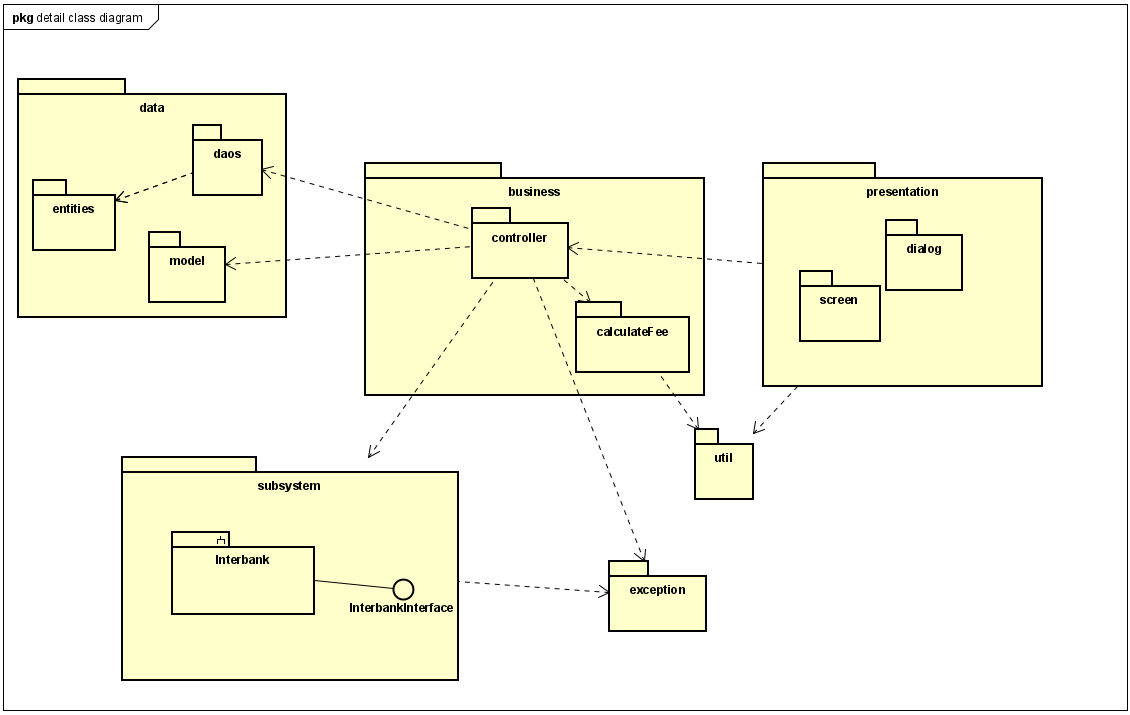 pkg detail class diagram
data
daos
entities
model
business
controller
calculateFee
presentation
dialog
screen
util
subsystem
Interbank
InterbankInterface
exception